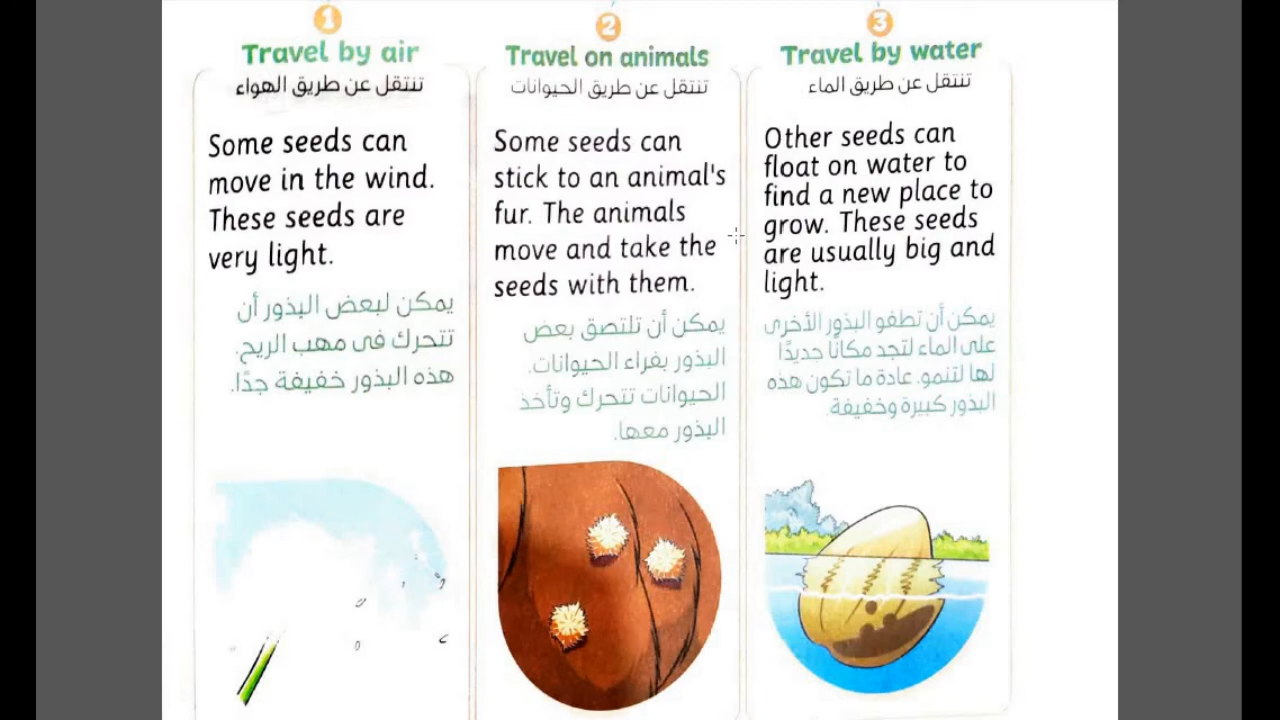 1
Travel by air
تنتقل عن طريق الهواء
Some seeds can
move in the wind.
These seeds are
very light.
يمكن لبعض البذور أن
تتحرك فى مهب الريح.
هذه البذور خفيفة جدًا.
2
Travel on animals
تنتقل عن طريق الحيوانات
Some seeds can
stick to an animal's
fur. The animals
move and take the
seeds with them.
يمكن أن تلتصق بعض
البذور بفراء الحيوانات.
الحيوانات تتحرك وتأخذ
البذور معها.
3
Travel by water
تنتقل عن طريق الماء
Other seeds can
float on water to
find a new place to
grow. These seeds
are usually big and
light.
يمكن أن تطفو البذور الأخرى
على الماء لتجد مكانًا جديدًا
لها لتنمو. عادة ما تكون هذه
البذور كبيرة وخفيفة.